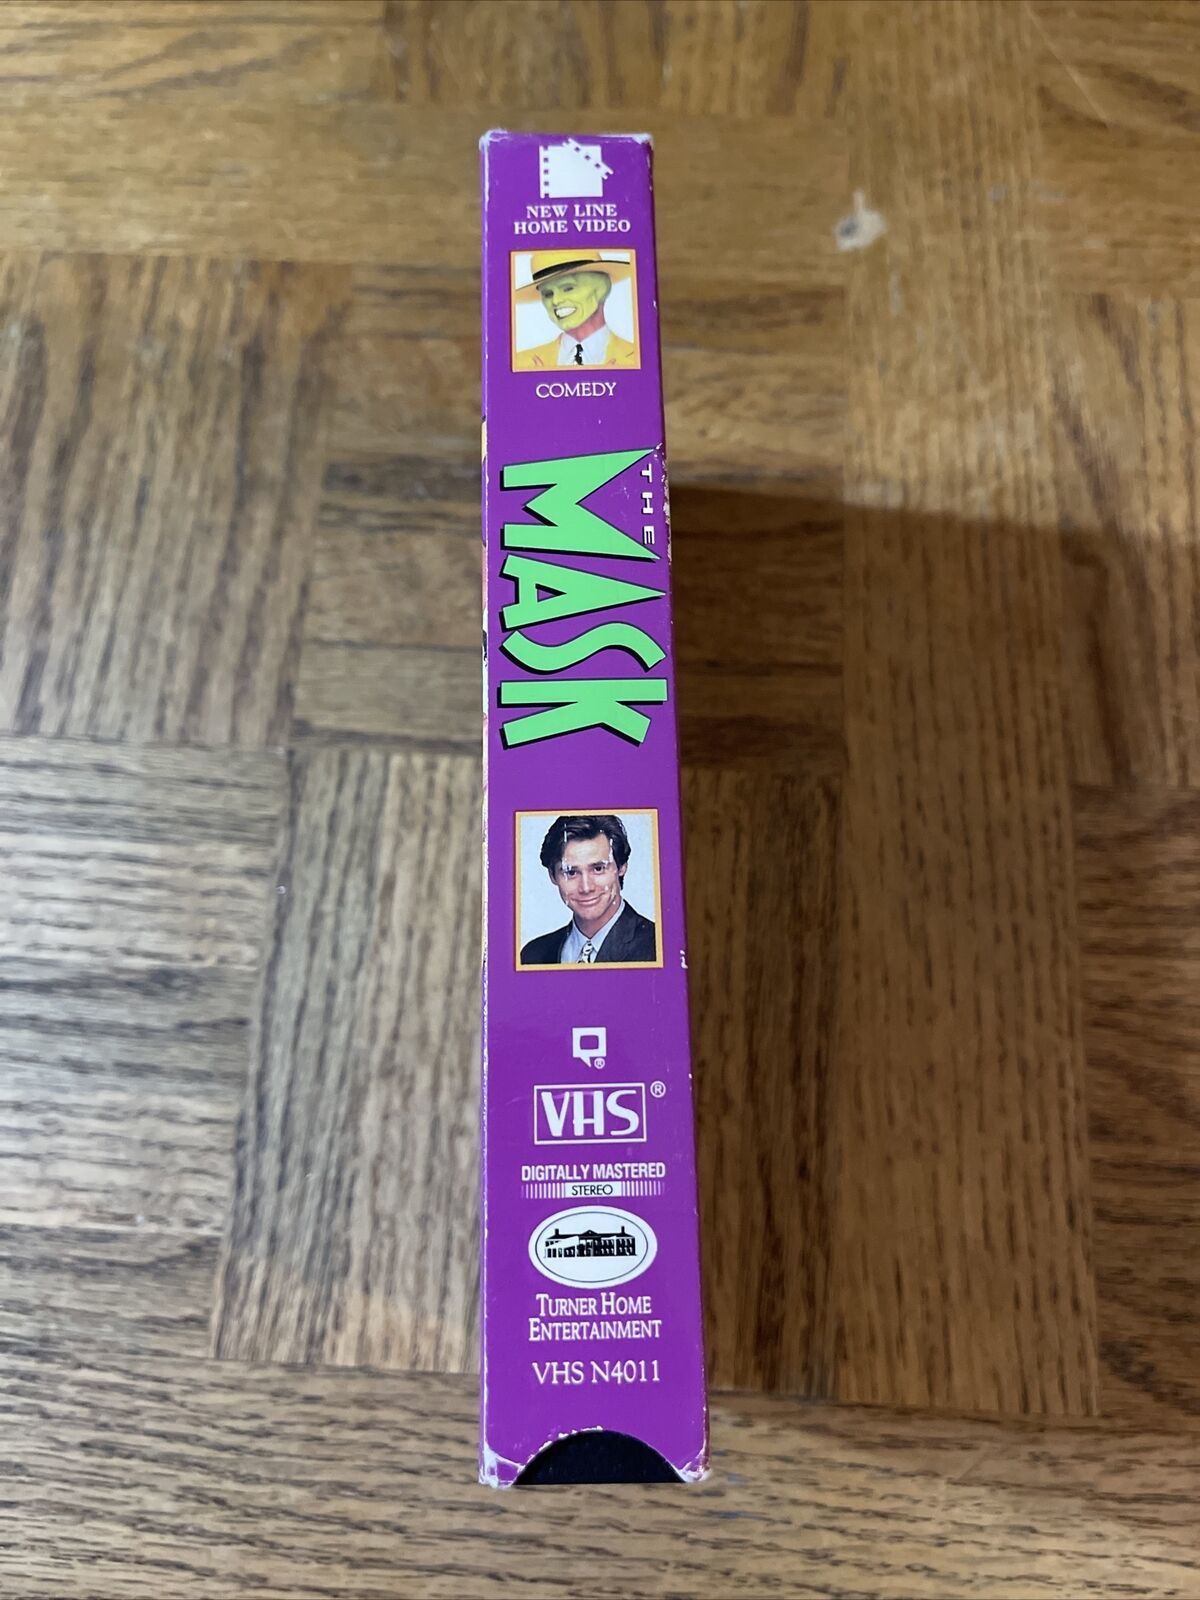 NEW LINE
HOME VIDEO
COMEDY
THE
MASK
®
VHS ®
DIGITALLY MASTERED
STEREO
TURNER HOME
ENTERTAINMENT
VHS N4011